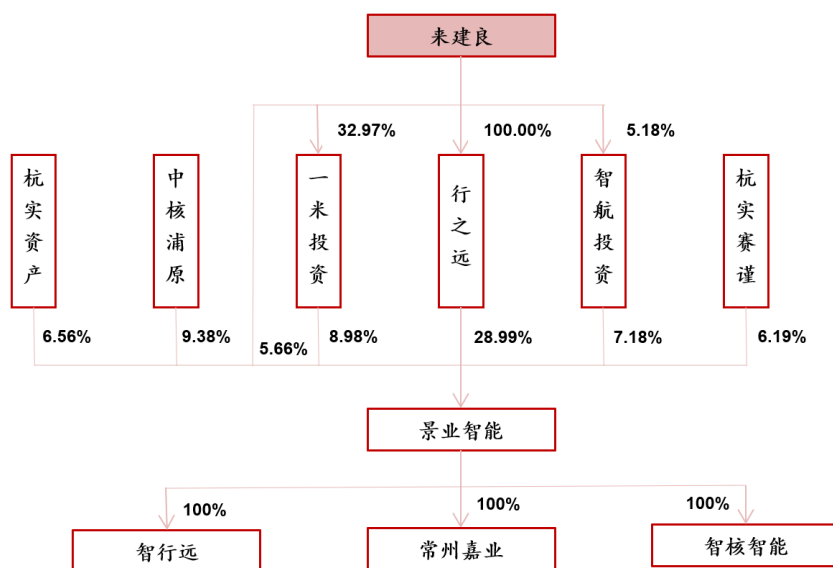 来建良
32.97%
100.00%
5.18%
杭实资产
中核浦原
一米投资
行之远
智航投资
杭实赛谨
6.56%
9.38%
5.66%
8.98%
28.99%
7.18%
6.19%
景业智能
100%
100%
100%
智行远
常州嘉业
智核智能